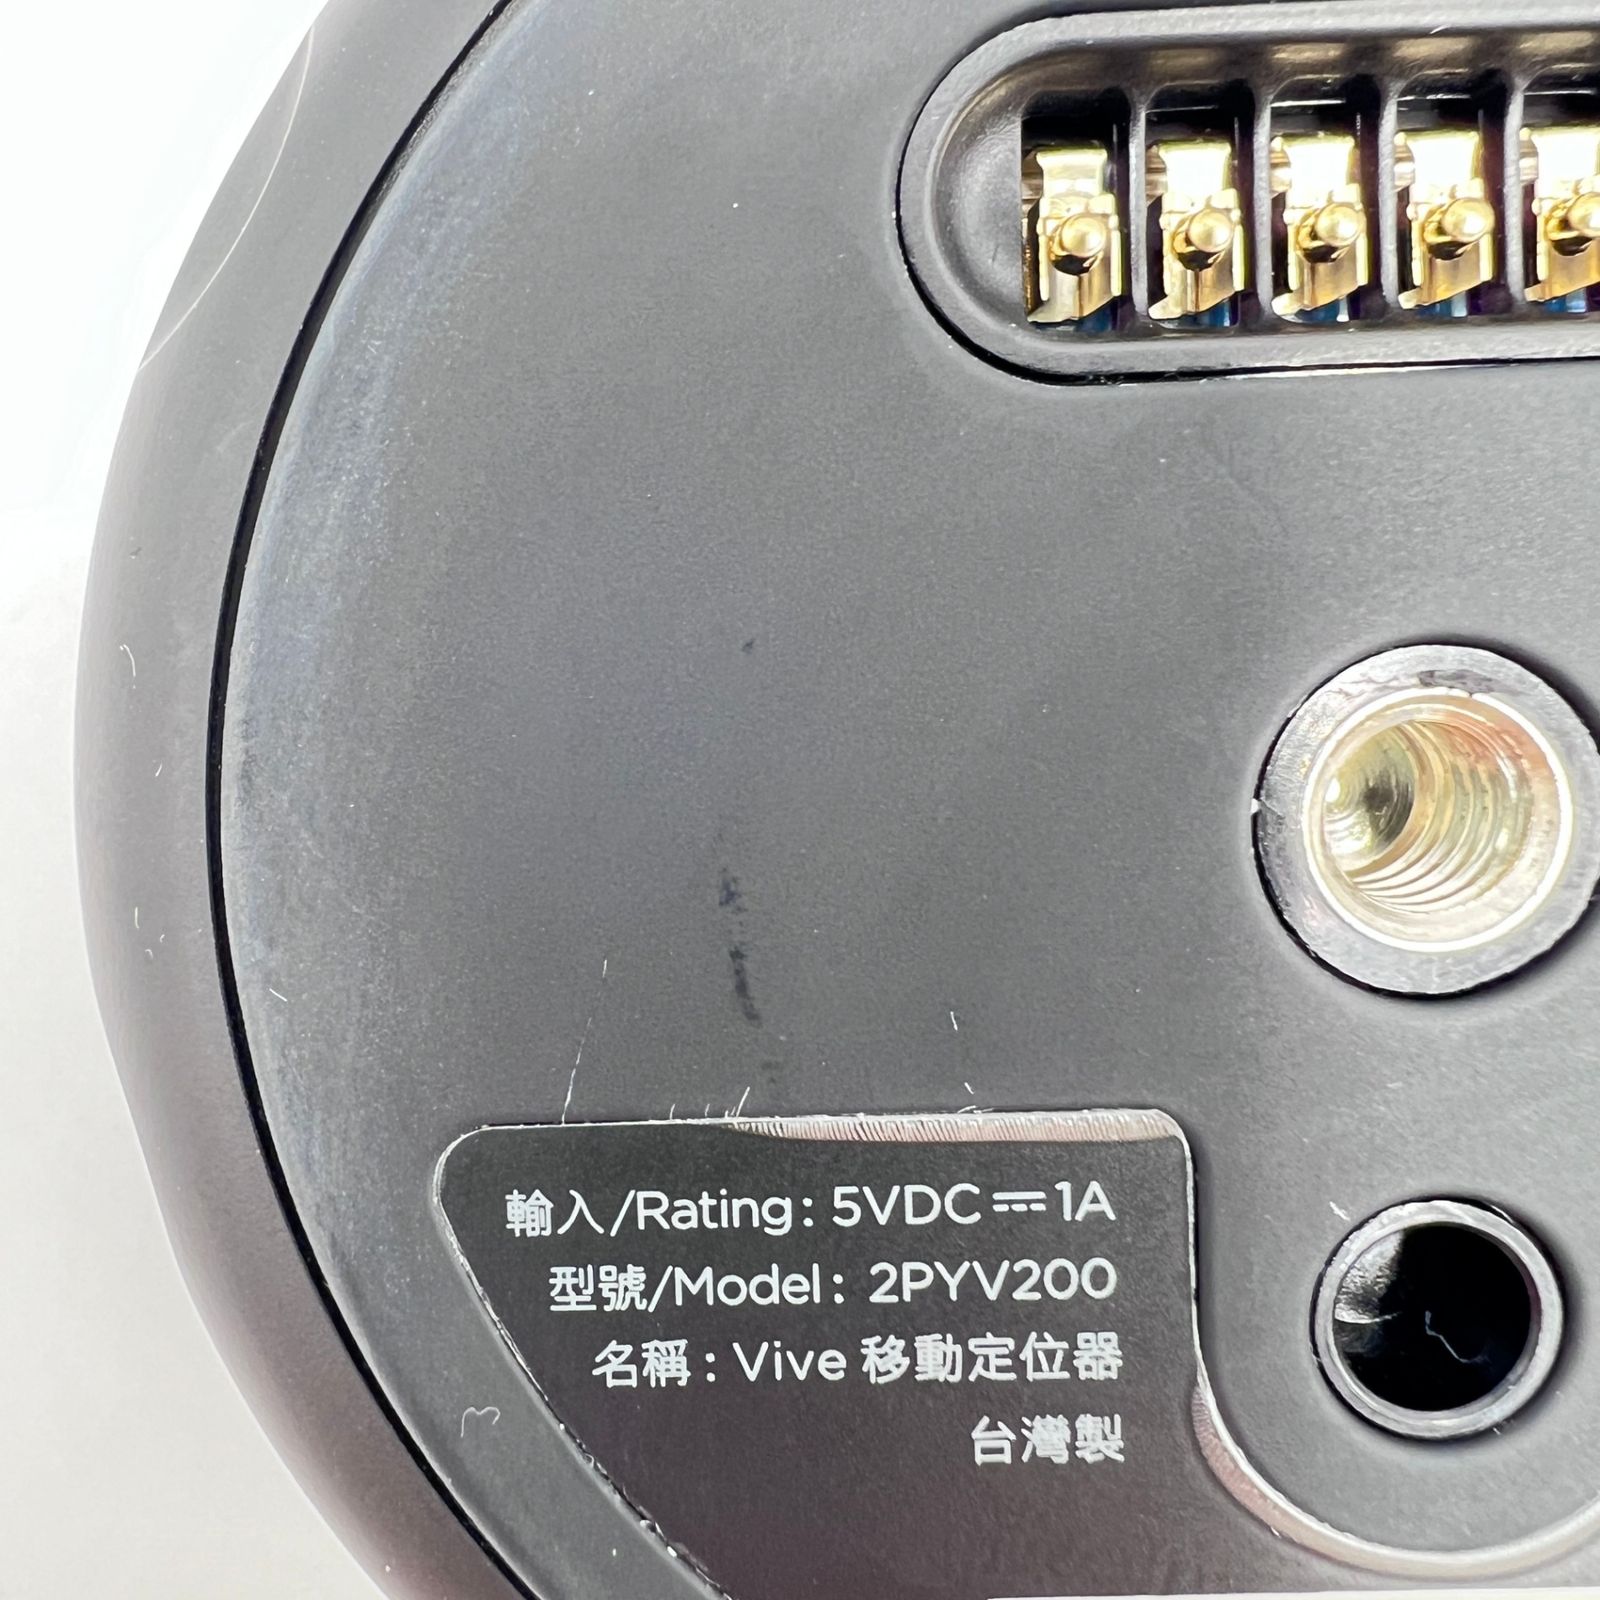 輸入/Rating: 5VDC⎓1A
型號/Model: 2PYV200
名稱: Vive 移動定位器
台灣製